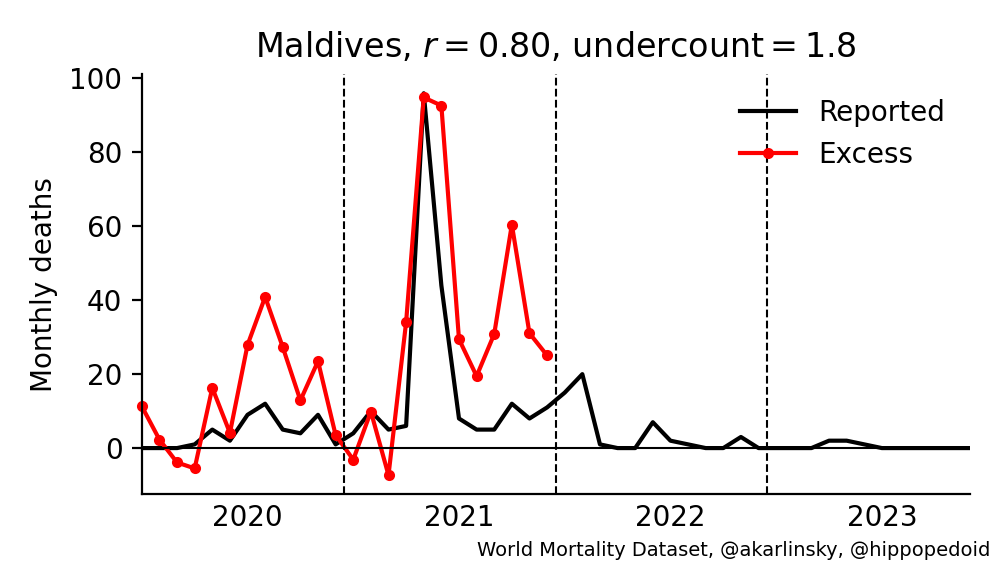 Maldives, r = 0.80, undercount = 1.8
100
80
60
40
20
0
Monthly deaths
Reported
Excess
2020 2021 2022 2023
World Mortality Dataset, @akarlinsky, @hippopedoid